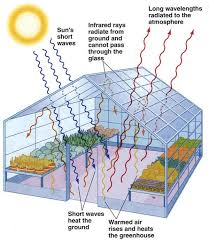 Sun's
short
waves
Infrared rays
radiate from
ground and cannot
pass through
the glass
Long wavelengths
radiated to the
atmosphere
Short waves
heat the
ground
Warmed air
rises and heats
the greenhouse